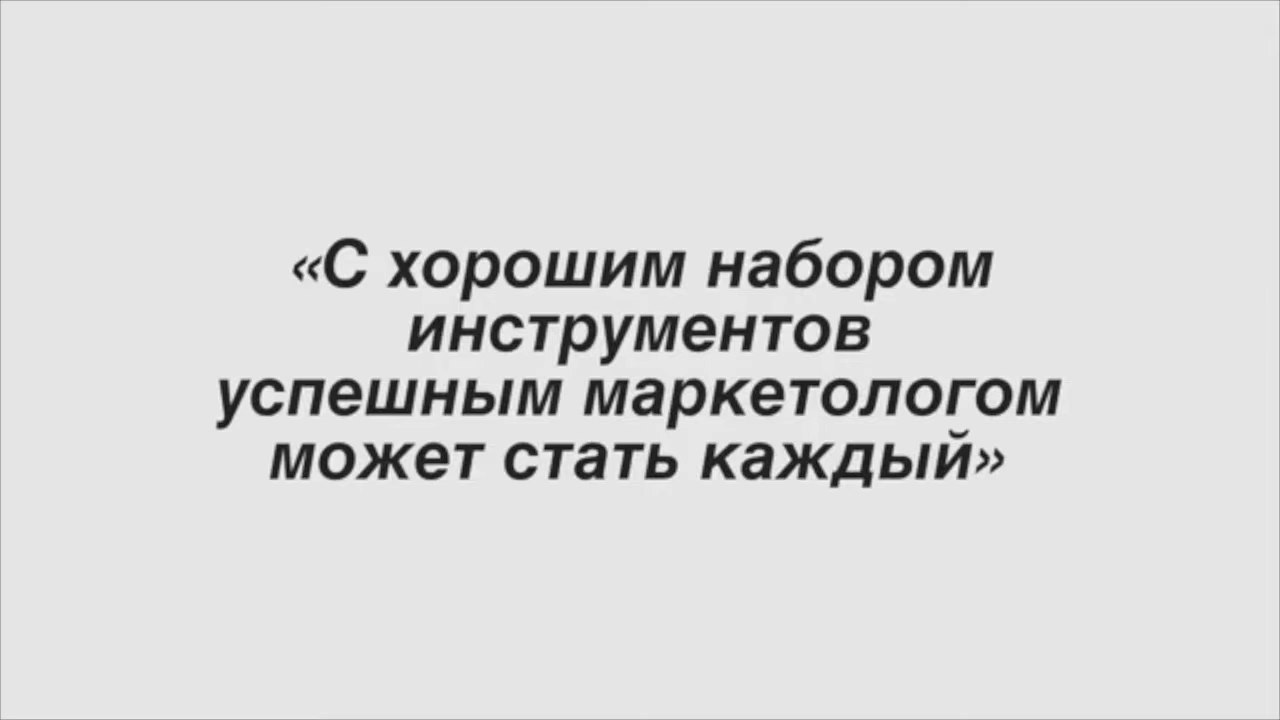 «С хорошим набором
инструментов
успешным маркетологом
может стать каждый»